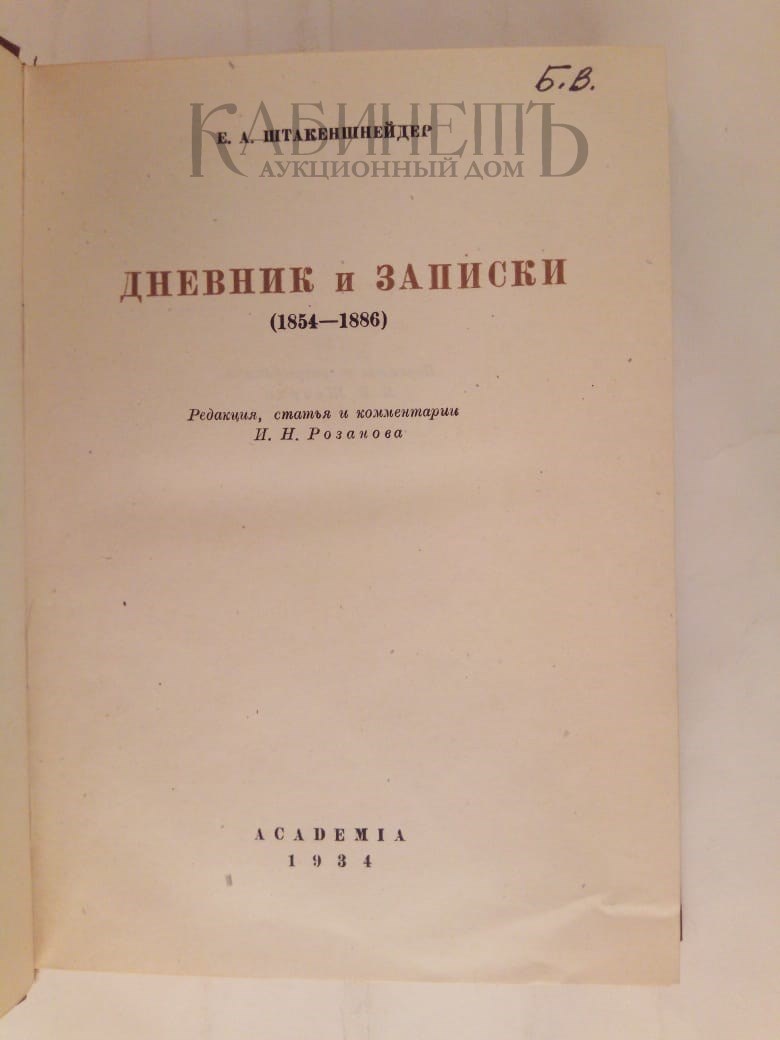 Б.В.
КАБИНЕТЪ
Е. А. ШТАКЕНШНЕЙДЕР
АУКЦИОННЫЙ ДОМ
ДНЕВНИК и ЗАПИСКИ
(1854—1886)
Редакция, статья и комментарии
И. Н. Розанова
ACADEMIA
1934